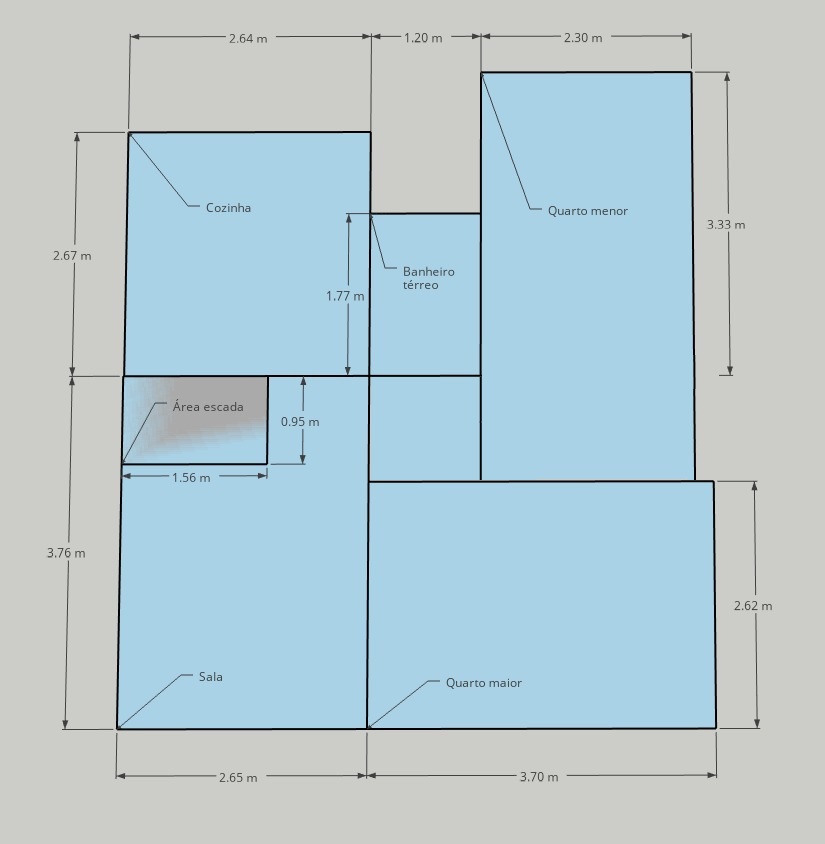 2.64 m
1.20 m
2.30 m
Cozinha
Quarto menor
3.33 m
2.67 m
Banheiro
térreo
1.77 m
Área escada
0.95 m
1.56 m
3.76 m
2.62 m
Sala
Quarto maior
2.65 m
3.70 m